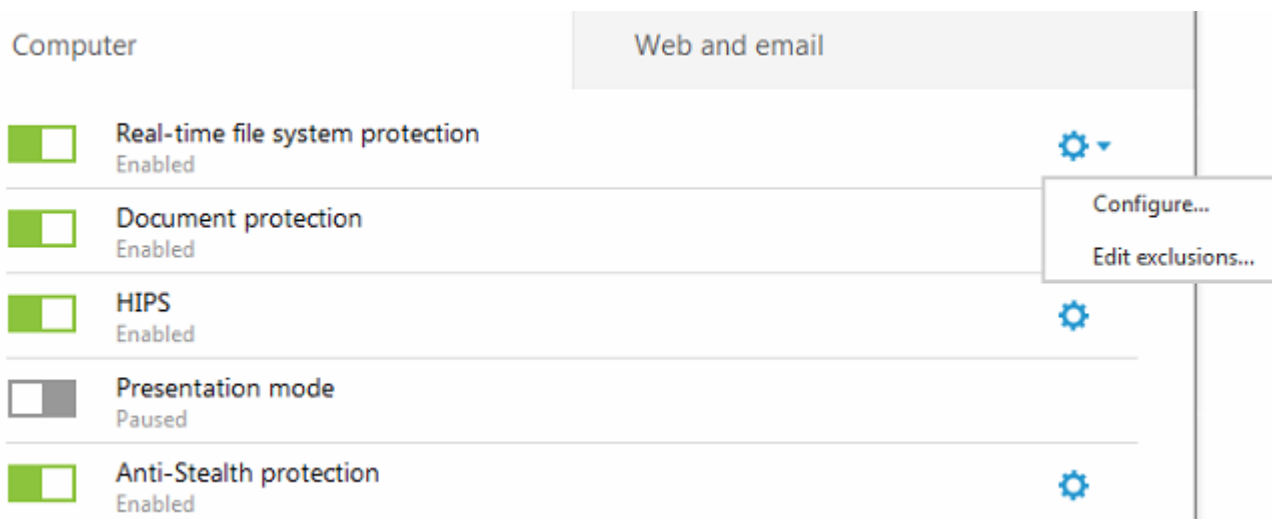 Computer
Web and email
Real-time file system protection
Enabled
Configure...
Edit exclusions...
Document protection
Enabled
HIPS
Enabled
Presentation mode
Paused
Anti-Stealth protection
Enabled